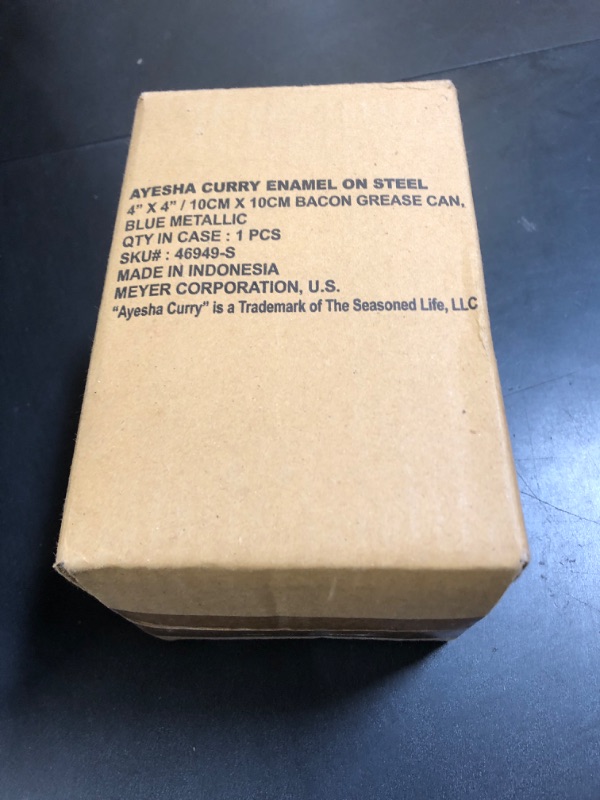 AYESHA CURRY ENAMEL ON STEEL
4” X 4” / 10CM X 10CM BACON GREASE CAN,
BLUE METALLIC
QTY IN CASE : 1 PCS
SKU# : 46949-S
MADE IN INDONESIA
MEYER CORPORATION, U.S.
“Ayesha Curry” is a Trademark of The Seasoned Life, LLC